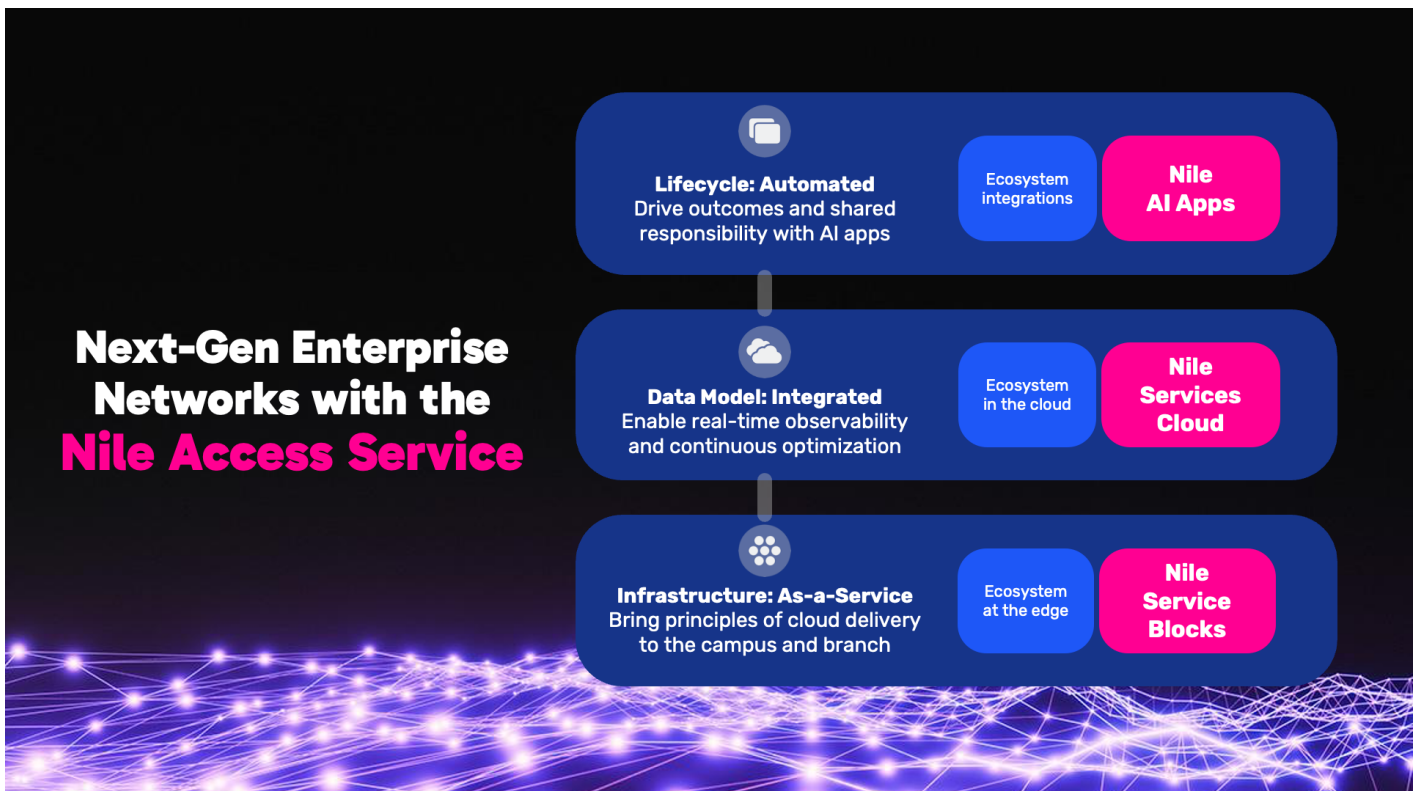 Next-Gen Enterprise
Networks with the
Nile Access Service
Lifecycle: Automated
Drive outcomes and shared
responsibility with AI apps
Ecosystem
integrations
Nile
AI Apps
Data Model: Integrated
Enable real-time observability
and continuous optimization
Ecosystem
in the cloud
Nile
Services
Cloud
Infrastructure: As-a-Service
Bring principles of cloud delivery
to the campus and branch
Ecosystem
at the edge
Nile
Service
Blocks